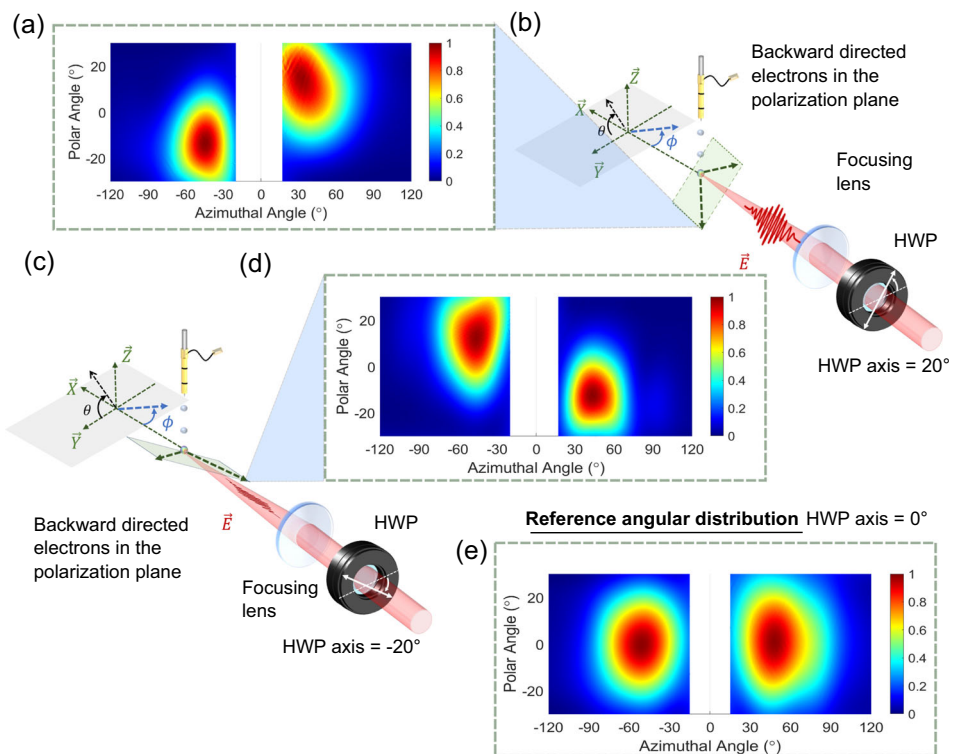 (a)
Polar Angle (°)
20
0
-20
-120 -90 -60 -30 0 30 60 90 120
Azimuthal Angle (°)
1
0.8
0.6
0.4
0.2
0
(b)
Backward directed
electrons in the
polarization plane
Z⃗
X⃗
θ
ϕ
Y⃗
Focusing
lens
E⃗
HWP
HWP axis = 20°
(c)
Z⃗
X⃗
θ
ϕ
Y⃗
E⃗
Backward directed
electrons in the
polarization plane
HWP
Focusing
lens
HWP axis = -20°
(d)
Polar Angle (°)
20
0
-20
-120 -90 -60 -30 0 30 60 90 120
Azimuthal Angle (°)
1
0.8
0.6
0.4
0.2
0
Reference angular distribution HWP axis = 0°
(e)
Polar Angle (°)
20
0
-20
-120 -90 -60 -30 0 30 60 90 120
Azimuthal Angle (°)
1
0.8
0.6
0.4
0.2
0